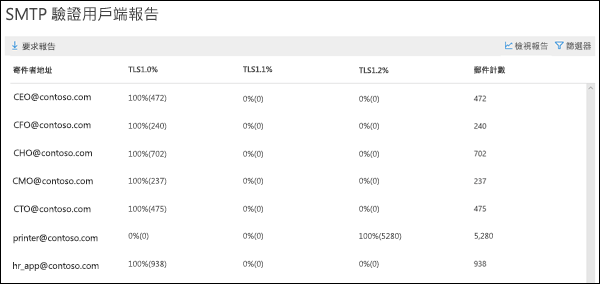 SMTP 驗證用戶端報告
要求報告 檢視報告 篩選器
寄件者地址 TLS1.0% TLS1.1% TLS1.2% 郵件計數
CEO@contoso.com 100%(472) 0%(0) 0%(0) 472
CFO@contoso.com 100%(240) 0%(0) 0%(0) 240
CHO@contoso.com 100%(702) 0%(0) 0%(0) 702
CMO@contoso.com 100%(237) 0%(0) 0%(0) 237
CTO@contoso.com 100%(475) 0%(0) 0%(0) 475
printer@contoso.com 0%(0) 0%(0) 100%(5280) 5,280
hr_app@contoso.com 100%(938) 0%(0) 0%(0) 938